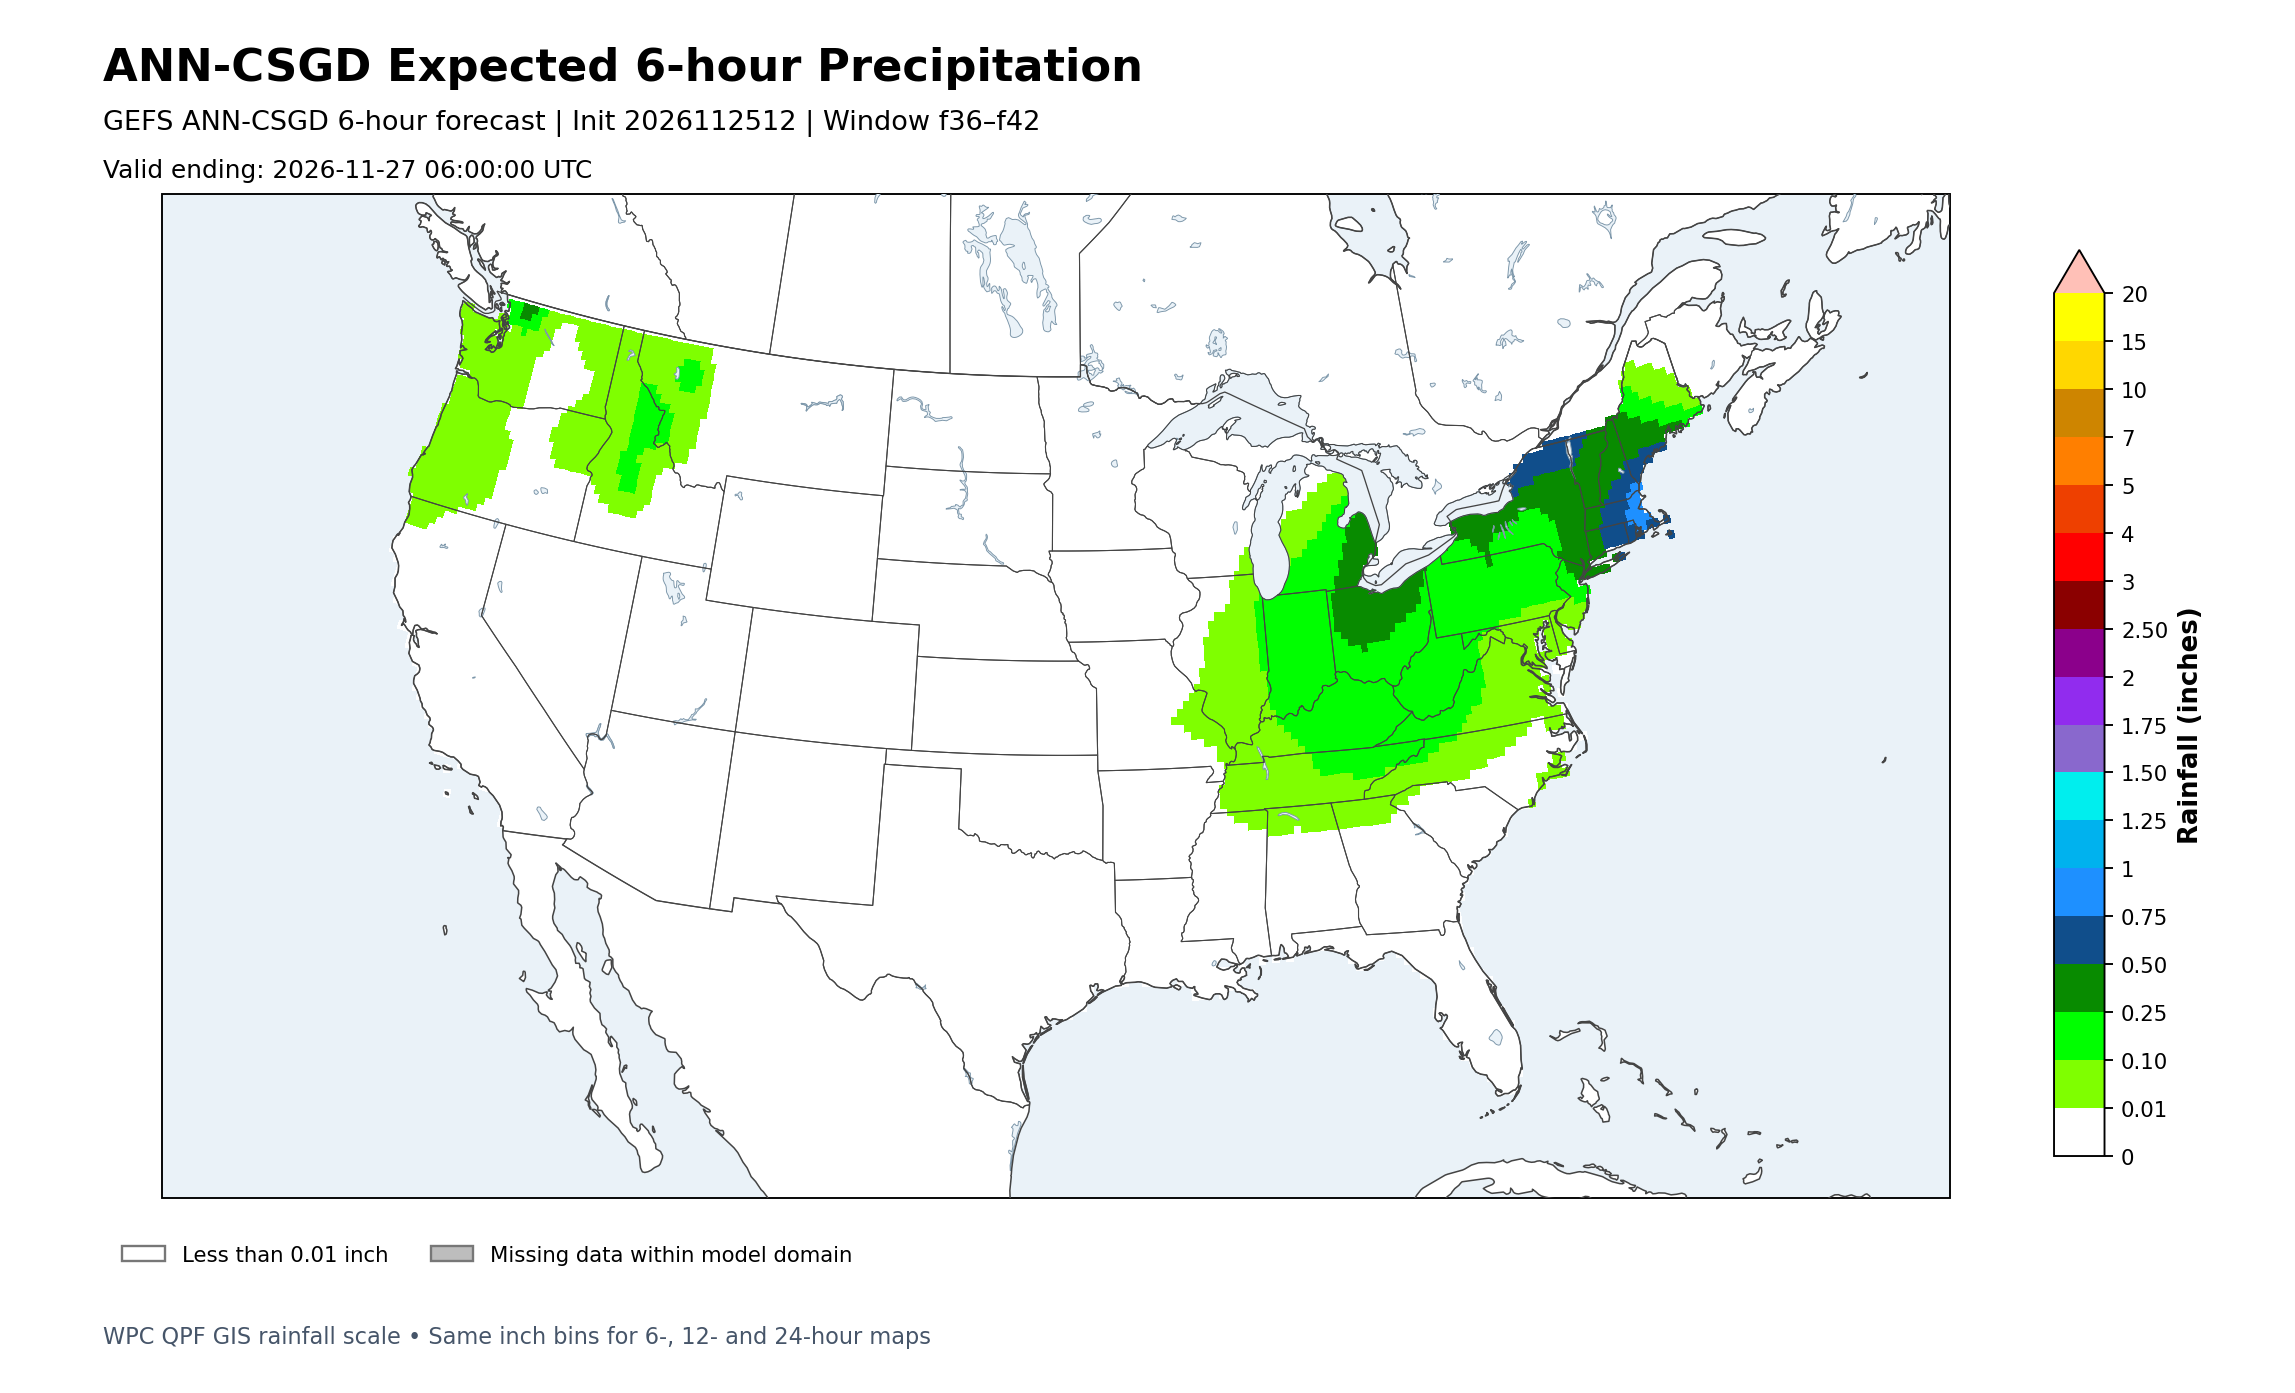 ANN-CSGD Expected 6-hour Precipitation
GEFS ANN-CSGD 6-hour forecast | Init 2026112512 | Window f36–f42
Valid ending: 2026-11-27 06:00:00 UTC
20
15
10
7
5
4
3
2.50
2
1.75
1.50
1.25
1
0.75
0.50
0.25
0.10
0.01
0
Rainfall (inches)
Less than 0.01 inch
Missing data within model domain
WPC QPF GIS rainfall scale • Same inch bins for 6-, 12- and 24-hour maps